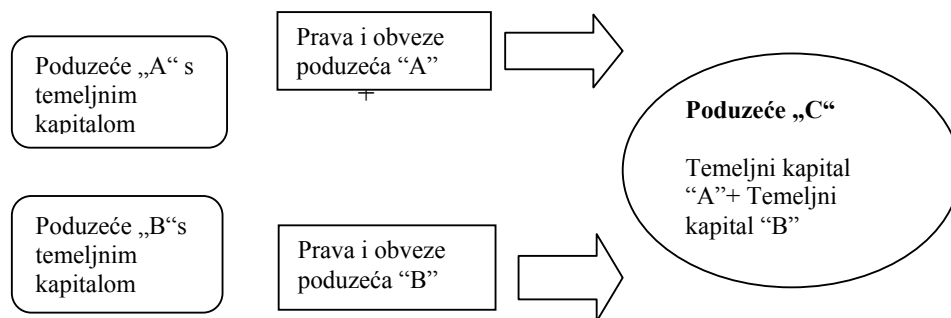 Poduzeće „A“ s
temeljnim
kapitalom
Prava i obveze
poduzeća “A”
+
Poduzeće „C“
Temeljni kapital
“A”+ Temeljni
kapital “B”
Poduzeće „B“s
temeljnim
kapitalom
Prava i obveze
poduzeća “B”